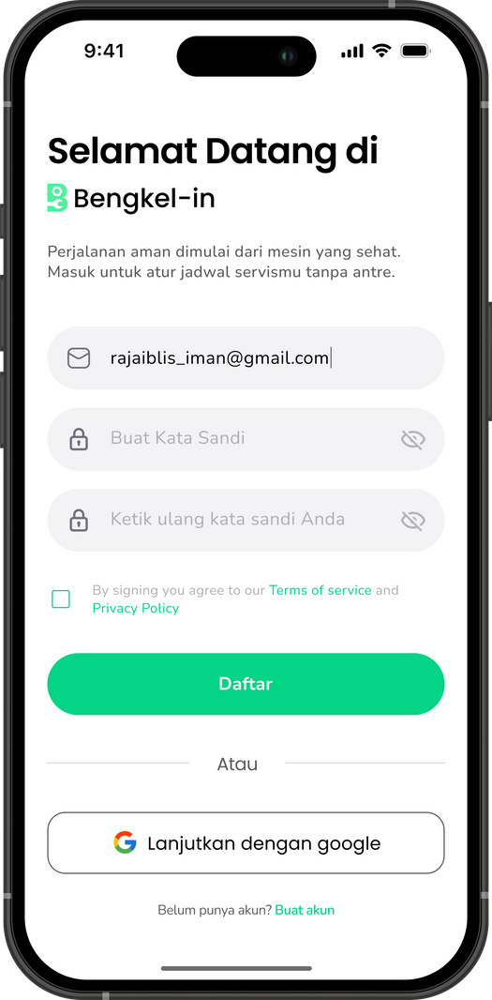 9:41
Selamat Datang di
Bengkel-in
Perjalanan aman dimulai dari mesin yang sehat.
Masuk untuk atur jadwal servismu tanpa antre.
rajaiblis_iman@gmail.com
Buat Kata Sandi
Ketik ulang kata sandi Anda
By signing you agree to our Terms of service and
Privacy Policy
Daftar
Atau
Lanjutkan dengan google
Belum punya akun? Buat akun